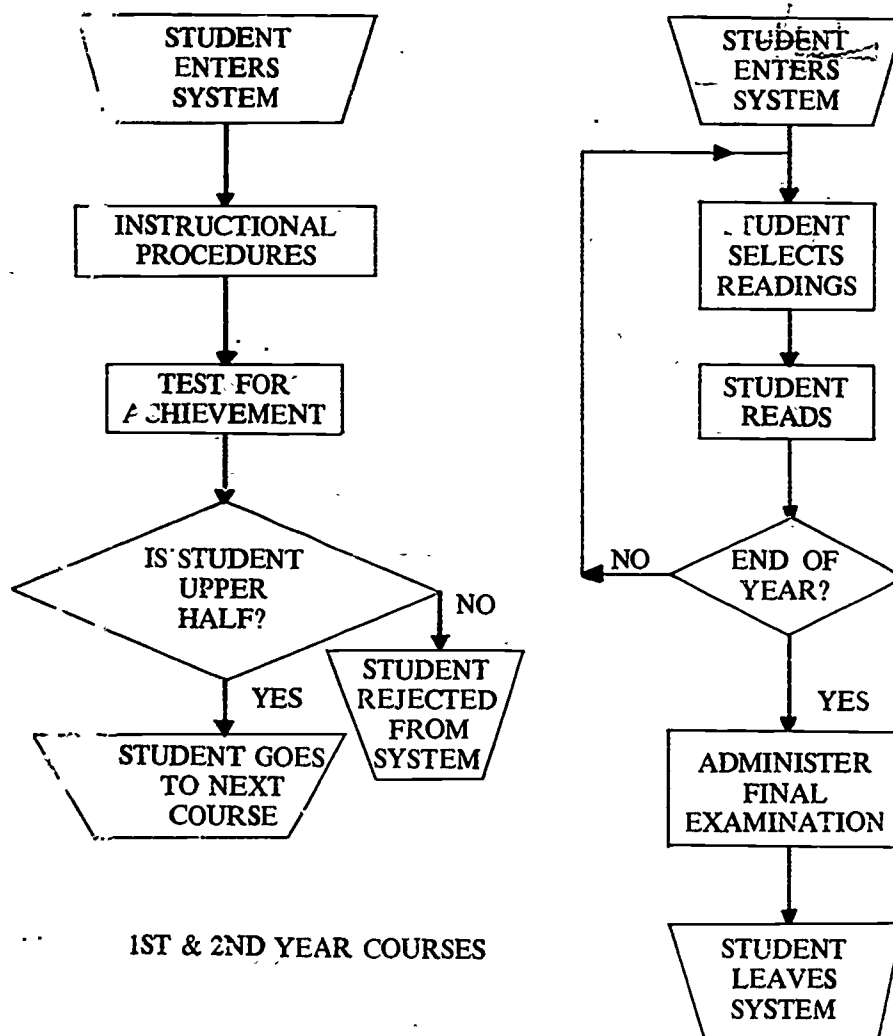 STUDENT
ENTERS
SYSTEM
INSTRUCTIONAL
PROCEDURES
TEST FOR
ACHIEVEMENT
IS STUDENT
UPPER
HALF?
NO
YES
STUDENT
REJECTED
FROM
SYSTEM
STUDENT GOES
TO NEXT
COURSE
1ST & 2ND YEAR COURSES
STUDENT
ENTERS
SYSTEM
STUDENT
SELECTS
READINGS
STUDENT
READS
END OF
YEAR?
NO
YES
ADMINISTER
FINAL
EXAMINATION
STUDENT
LEAVES
SYSTEM